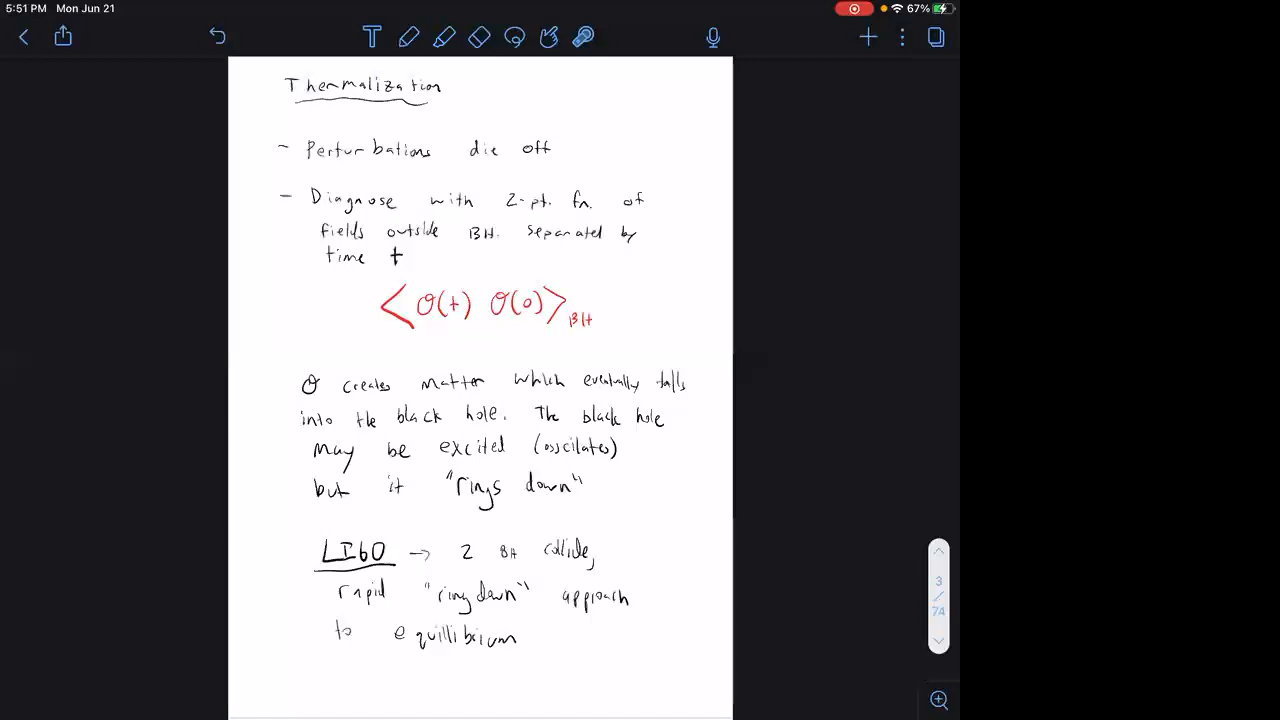 5:51 PM Mon Jun 21
67%
Thermalization
- Perturbations die off
- Diagnose with 2-pt. fn. of
fields outside BH. separated by
time t
<O(t) O(0)>BH
O creates matter which eventually falls
into the black hole. The black hole
may be excited (osscilates)
but it "rings down"
LIGO → 2 BH collide,
rapid "ring down" approach
to equillibrium
3
/
74